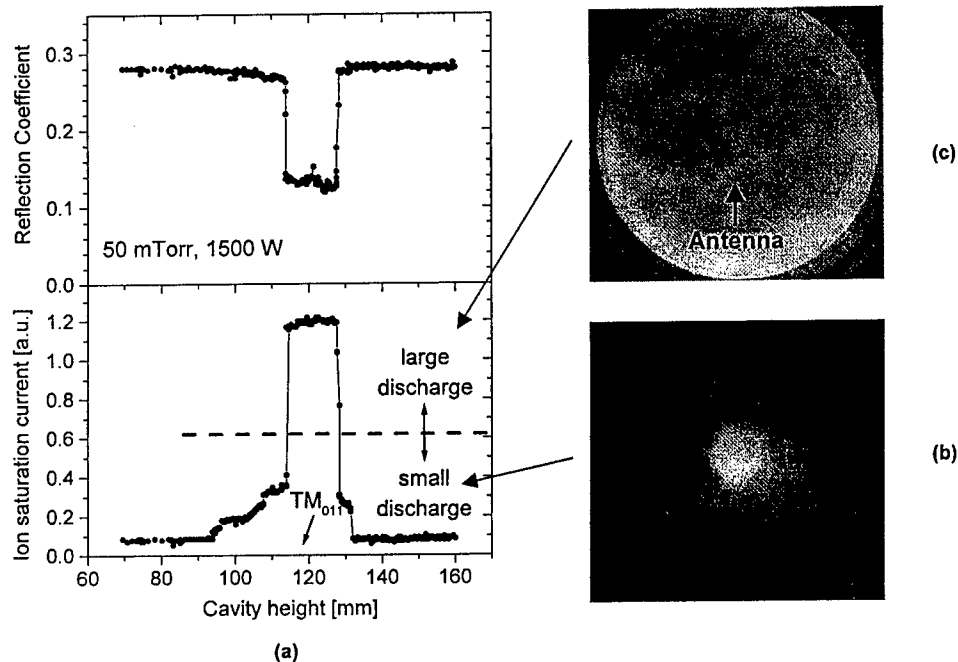 Reflection Coefficient
0.3
0.2
0.1
50 mTorr, 1500 W
Ion saturation current [a.u.]
0.0
1.2
1.0
0.8
0.6
0.4
0.2
0.0
large
discharge
small
discharge
TM011
60 80 100 120 140 160
Cavity height [mm]
(a)
Antenna
(c)
(b)